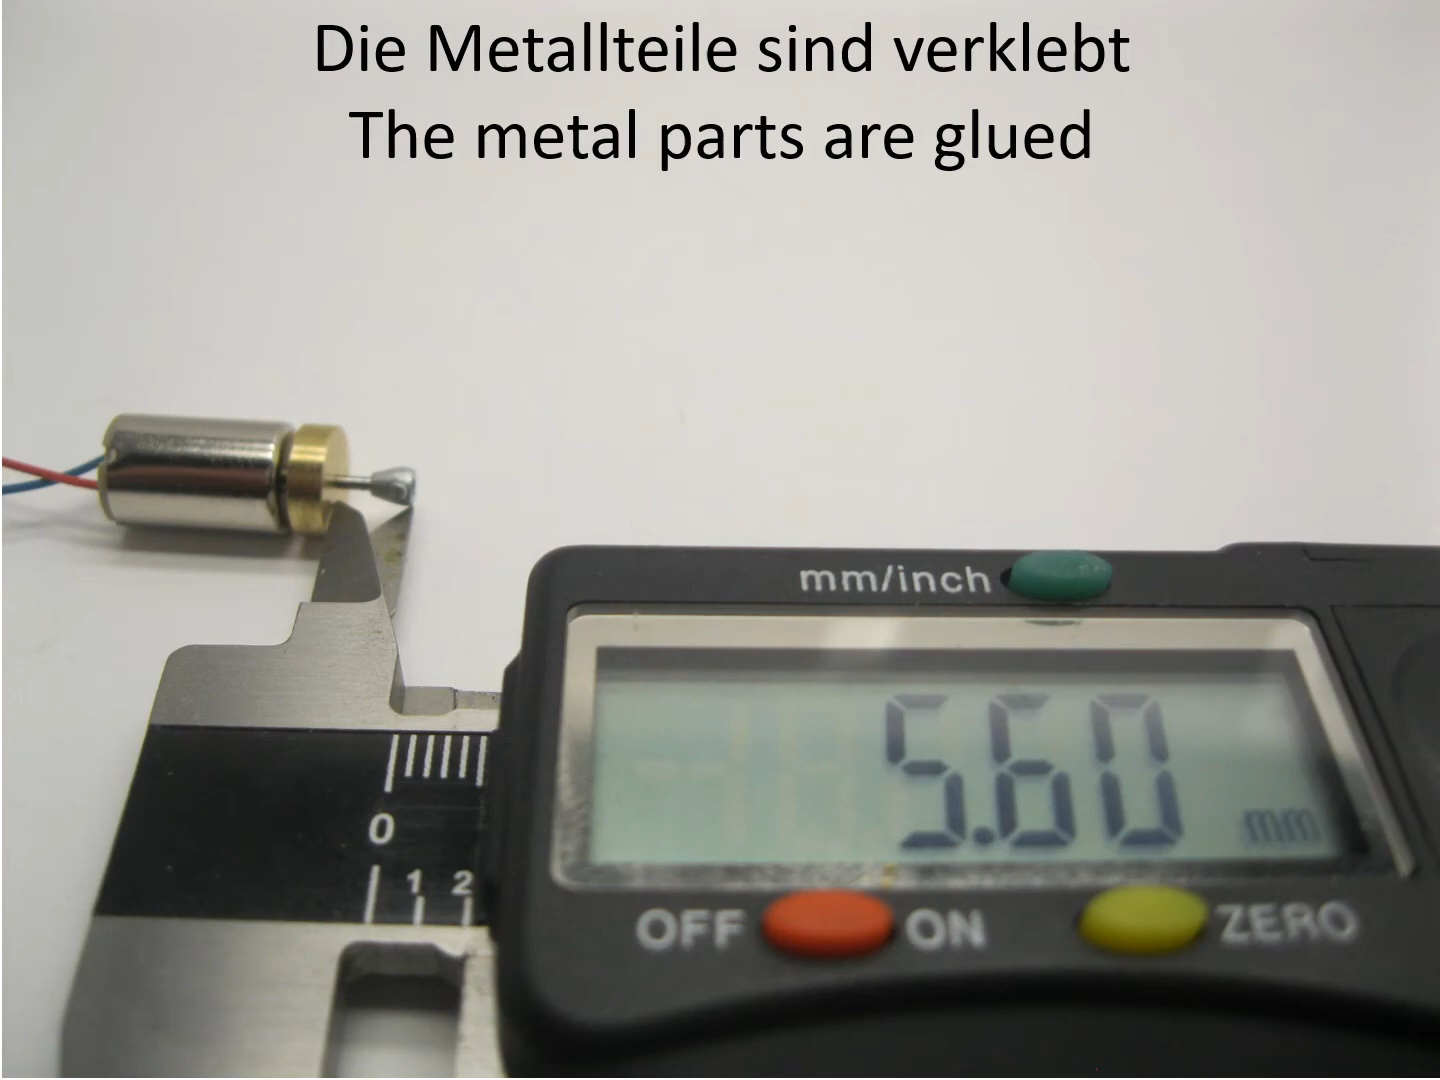 Die Metallteile sind verklebt
The metal parts are glued
mm/inch
5.60 mm
0
1 2
OFF ON ZERO